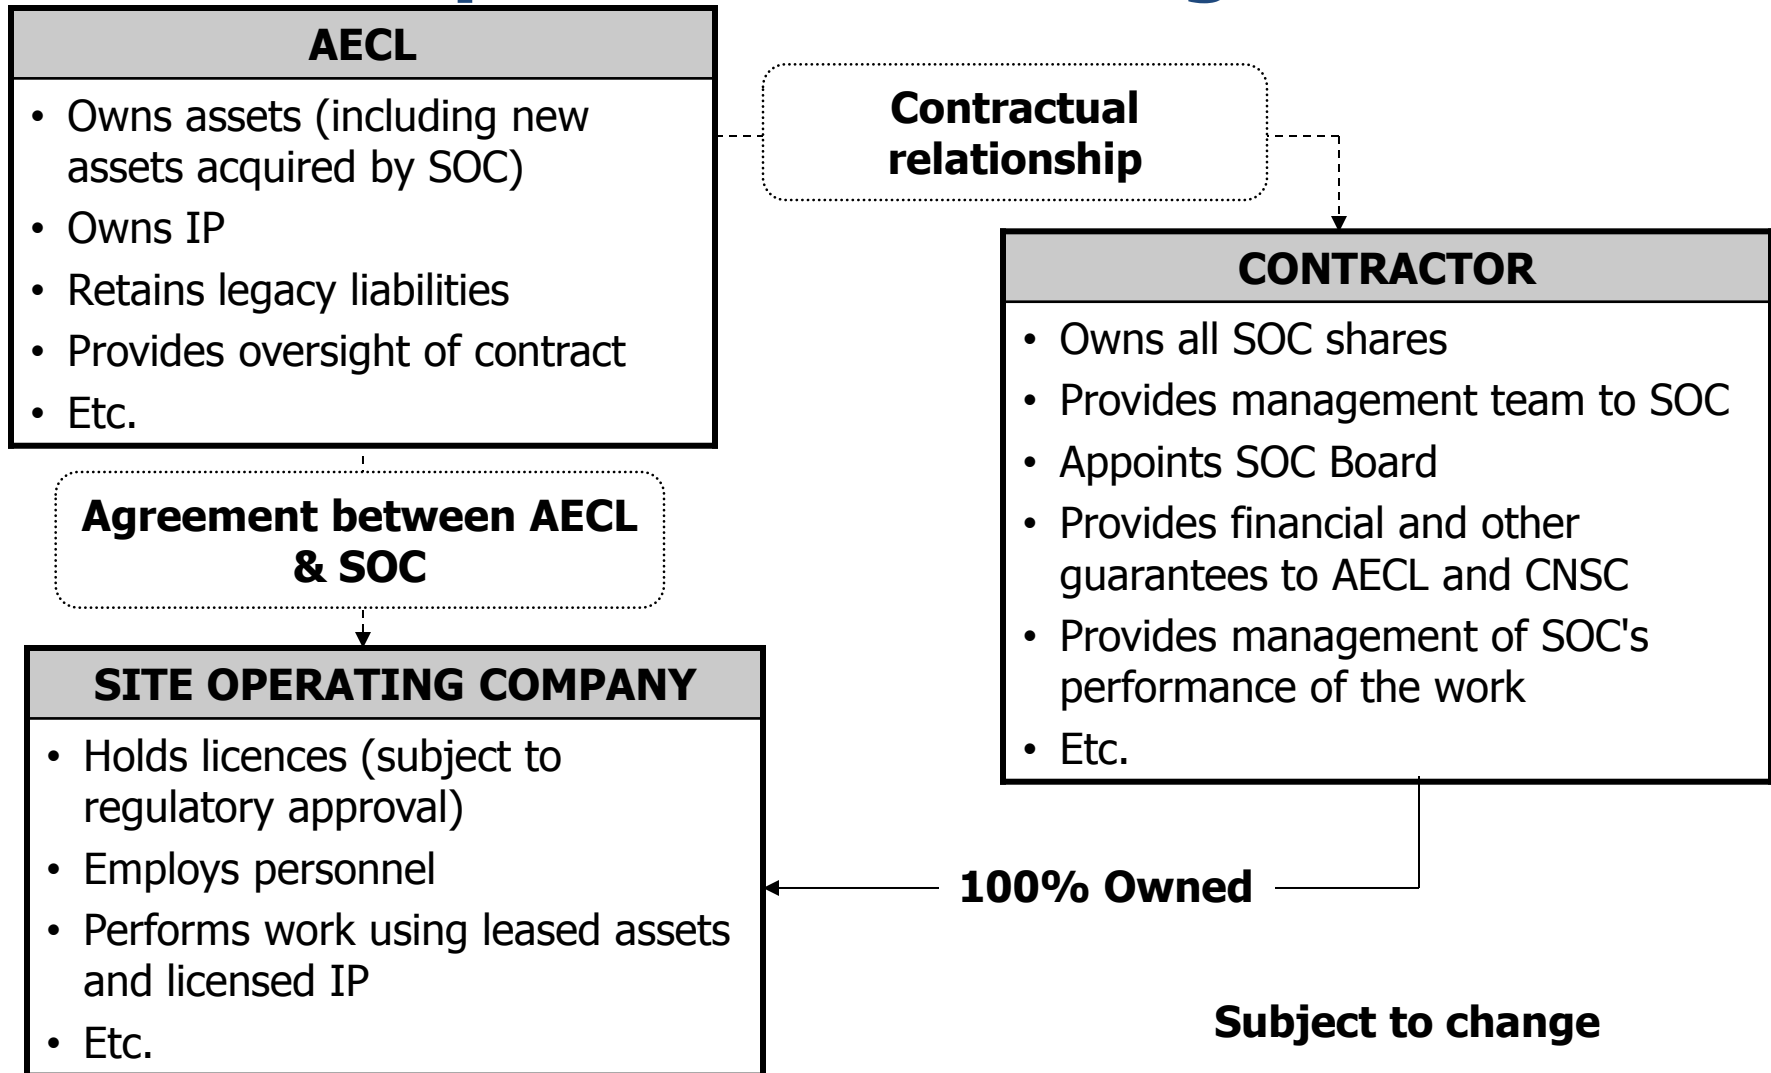 AECL
• Owns assets (including new
assets acquired by SOC)
• Owns IP
• Retains legacy liabilities
• Provides oversight of contract
• Etc.
Contractual
relationship
CONTRACTOR
• Owns all SOC shares
• Provides management team to SOC
• Appoints SOC Board
• Provides financial and other
guarantees to AECL and CNSC
• Provides management of SOC's
performance of the work
• Etc.
Agreement between AECL
& SOC
SITE OPERATING COMPANY
• Holds licences (subject to
regulatory approval)
• Employs personnel
• Performs work using leased assets
and licensed IP
• Etc.
100% Owned
Subject to change